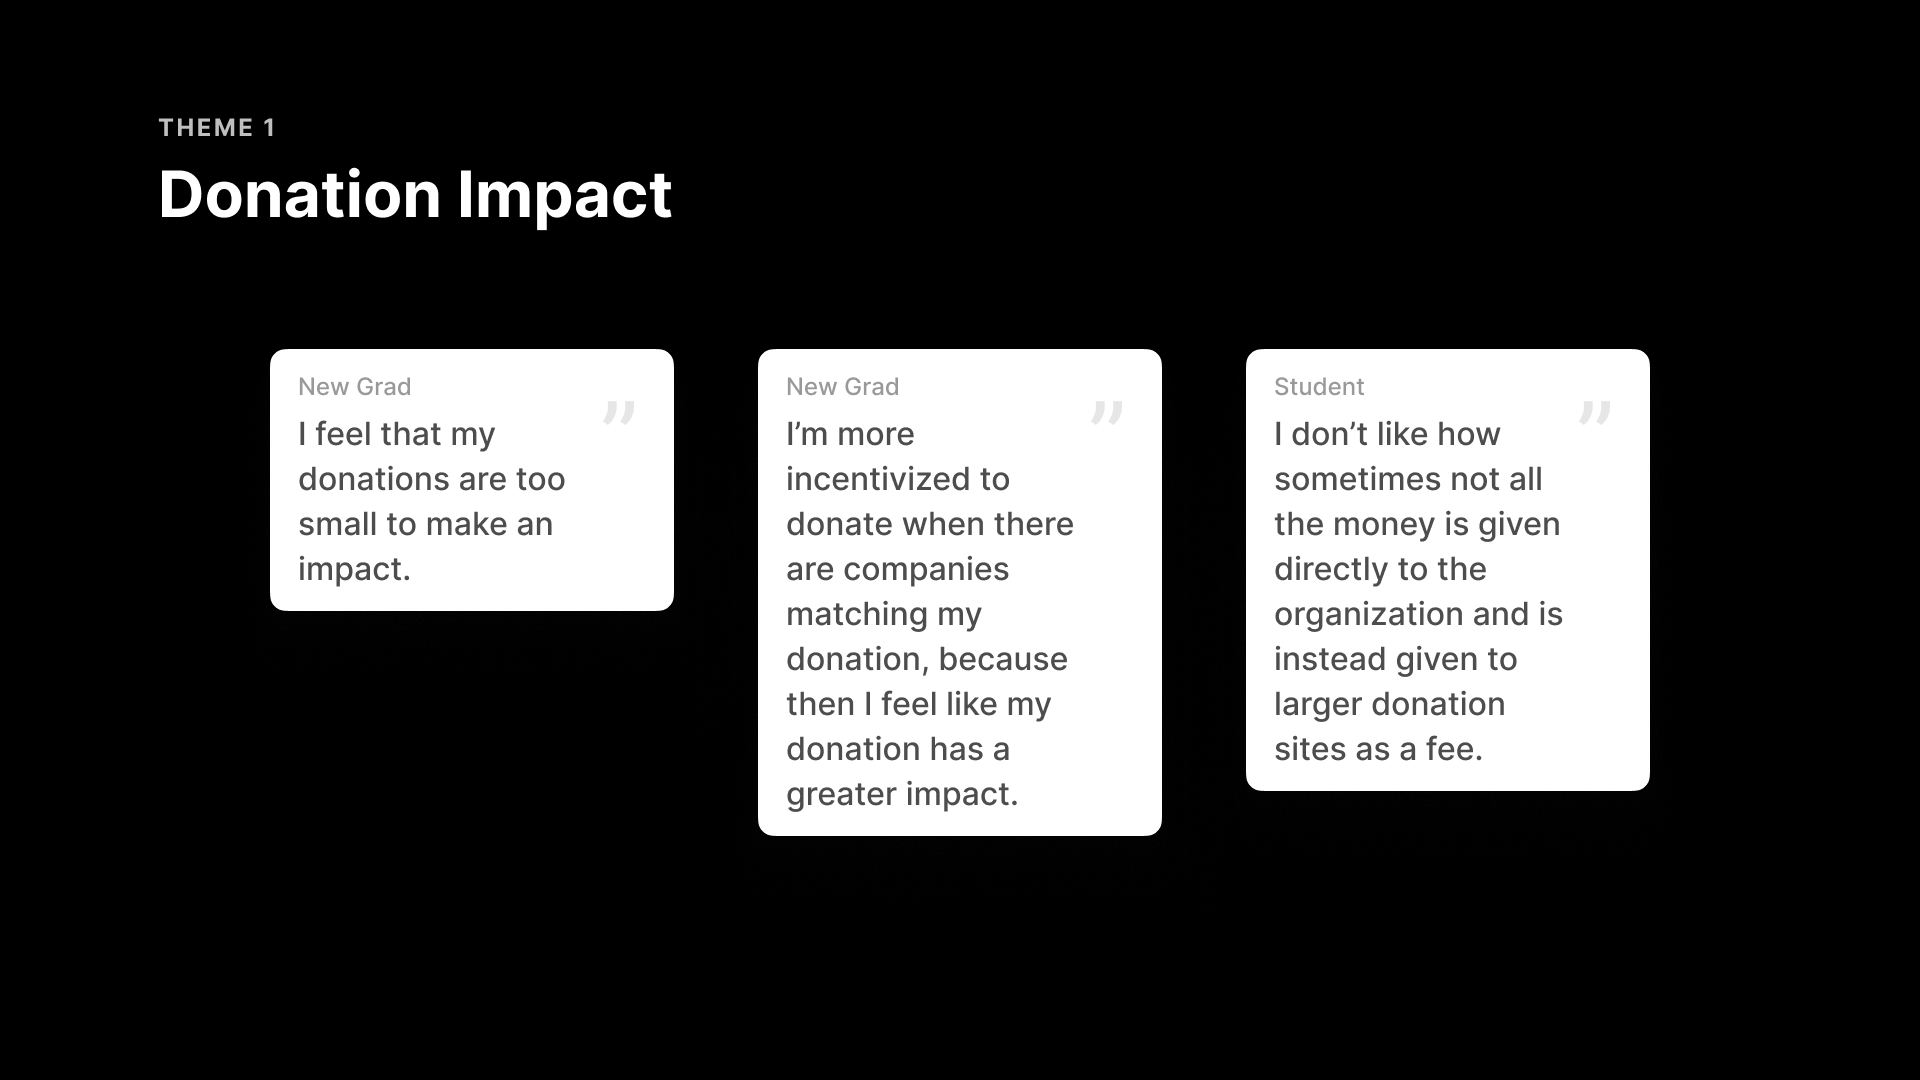 THEME 1
Donation Impact
New Grad
”
I feel that my
donations are too
small to make an
impact.
New Grad
”
I’m more
incentivized to
donate when there
are companies
matching my
donation, because
then I feel like my
donation has a
greater impact.
Student
”
I don’t like how
sometimes not all
the money is given
directly to the
organization and is
instead given to
larger donation
sites as a fee.